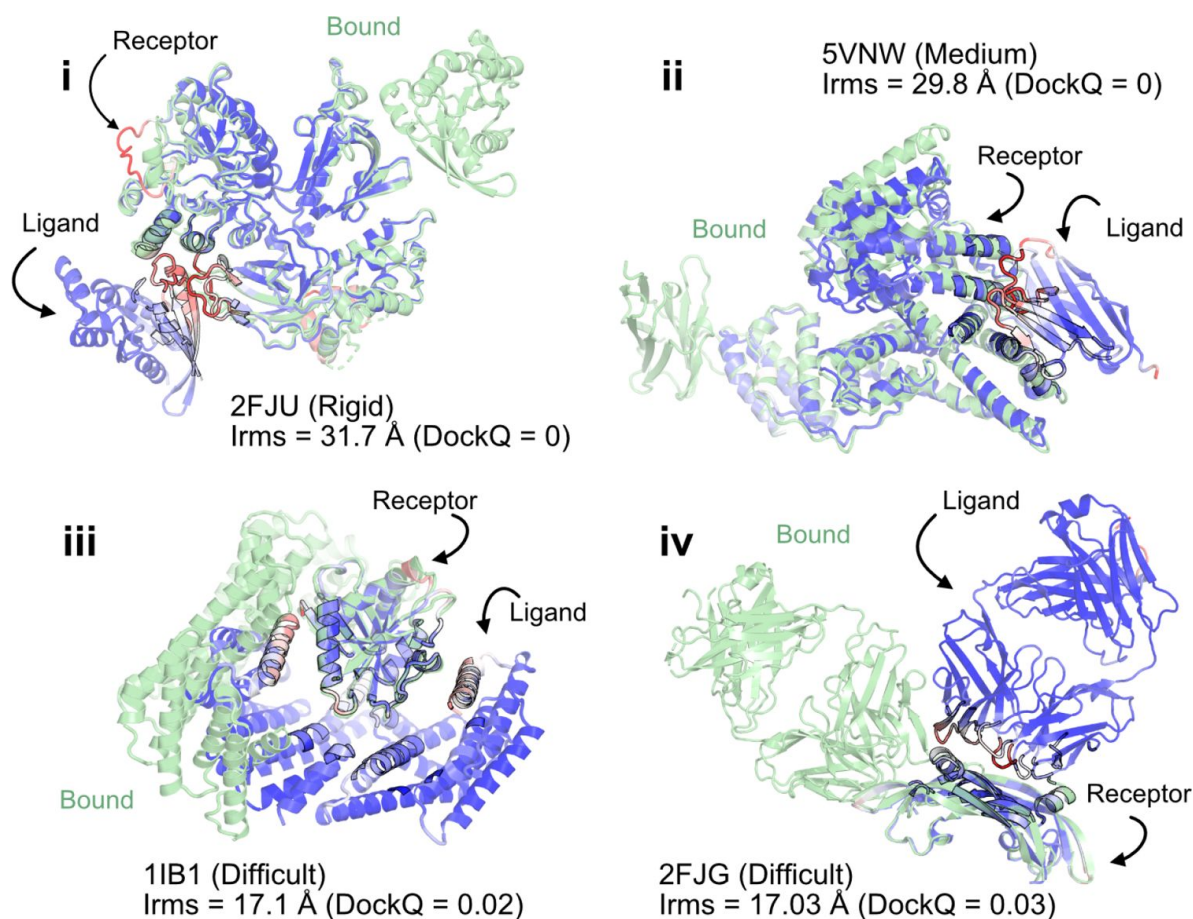 i
Receptor
Bound
Ligand
2FJU (Rigid)
Irms = 31.7 Å (DockQ = 0)
ii
5VNW (Medium)
Irms = 29.8 Å (DockQ = 0)
Receptor
Ligand
Bound
iii
Receptor
Ligand
Bound
1IB1 (Difficult)
Irms = 17.1 Å (DockQ = 0.02)
iv
Ligand
Bound
Receptor
2FJG (Difficult)
Irms = 17.03 Å (DockQ = 0.03)